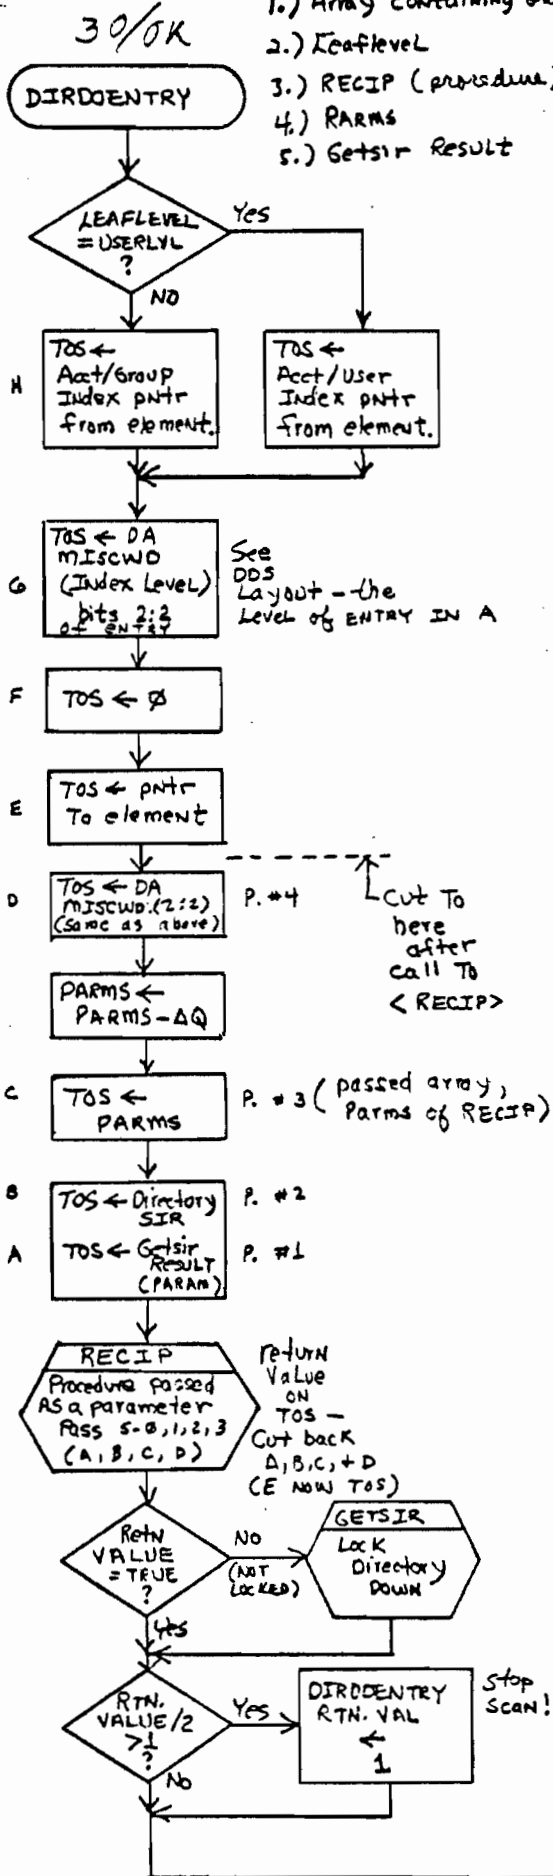 30/OK
1.) Array containing
2.) Leaflevel
3.) RECIP (procedure)
4.) PARMS
5.) Getsir Result
DIRDOENTRY
LEAFLEVEL
= USERLVL
?
Yes
NO
H
TOS ←
Acct/Group
Index pntr
from element.
TOS ←
Acct/User
Index pntr
from element.
G
TOS ← DA
MISCWD
(Index Level)
bits 2:2
of ENTRY
See
DDS
Layout - the
Level of ENTRY IN A
F
TOS ← Ø
E
TOS ← pntr
To element
D
TOS ← DA
MISCWD.(2:2)
(same as above)
P. #4
Cut To
here
after
call To
< RECIP>
PARMS ←
PARMS - ΔQ
C
TOS ←
PARMS
P. #3 (passed array,
Parms of RECIP)
B
TOS ← Directory
SIR
P. #2
A
TOS ← Getsir
RESULT
(PARAM)
P. #1
RECIP
Procedure passed
AS a parameter
Pass S-Ø,1,2,3
(A, B, C, D)
return
Value
ON
TOS -
Cut back
A,B,C,+ D
(E NOW TOS)
Retn
VALUE
= TRUE
?
NO
(NOT
LOCKED)
Yes
GETSIR
Lock
Directory
DOWN
RTN.
VALUE/2
>1
?
Yes
No
DIRDOENTRY
RTN. VAL
←
1
Stop
SCAN!